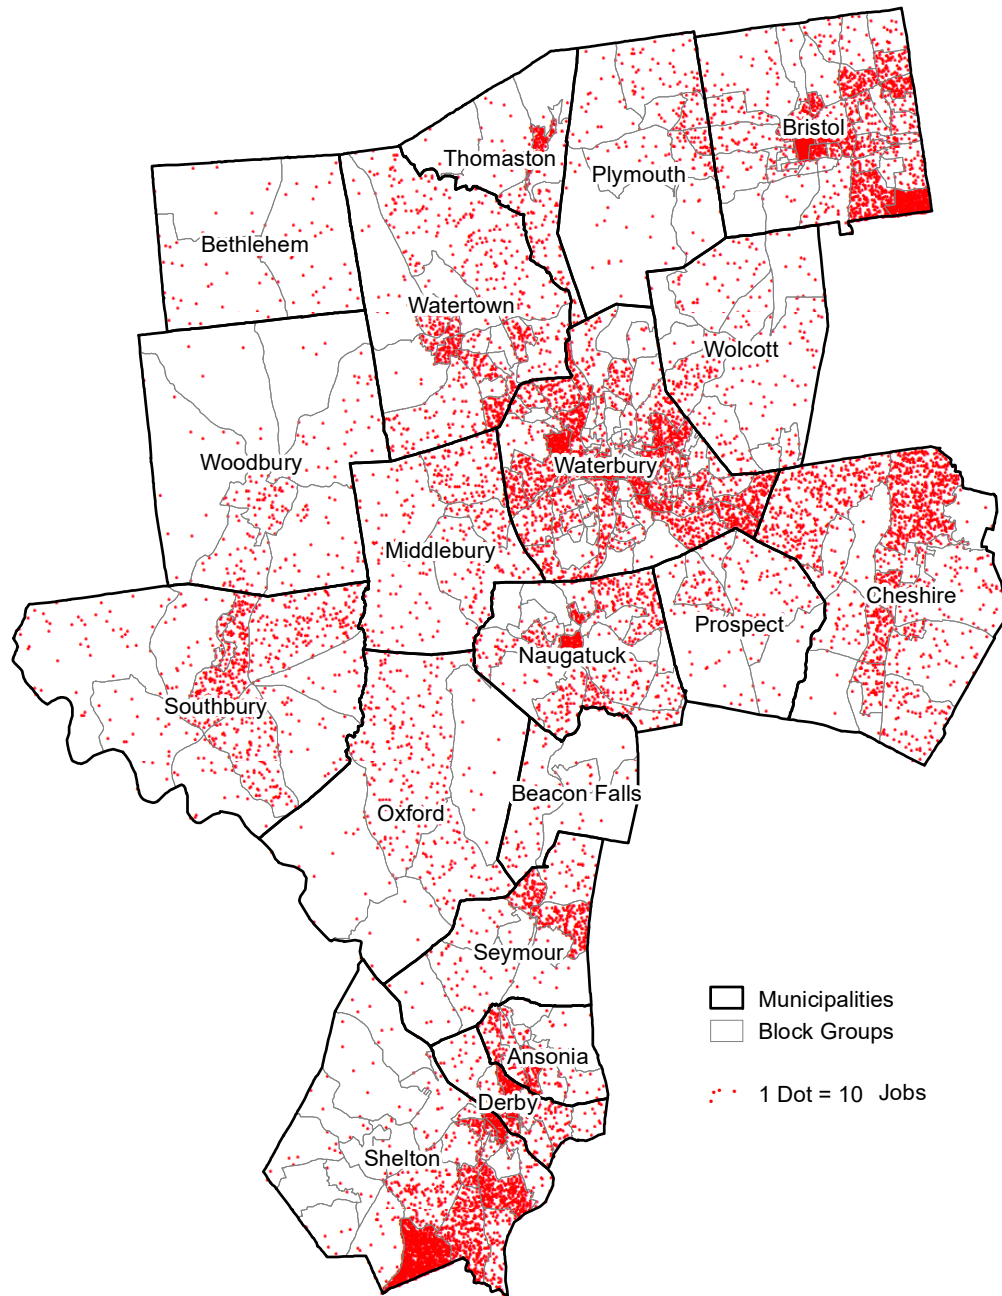 Bristol
Thomaston
Plymouth
Bethlehem
Watertown
Wolcott
Woodbury
Waterbury
Middlebury
Cheshire
Prospect
Naugatuck
Southbury
Beacon Falls
Oxford
Seymour
Municipalities
Block Groups
Ansonia
1 Dot = 10 Jobs
Derby
Shelton